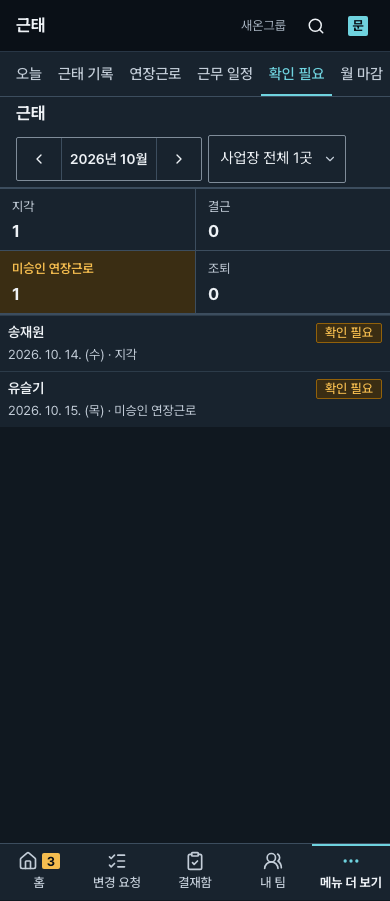 근태
새온그룹
문
오늘 근태 기록 연장근로 근무 일정 확인 필요 월 마감
근태
2026년 10월
사업장 전체 1곳
지각
1
결근
0
미승인 연장근로
1
조퇴
0
송재원
확인 필요
2026. 10. 14. (수) · 지각
유슬기
확인 필요
2026. 10. 15. (목) · 미승인 연장근로
3
홈
변경 요청
결재함
내 팀
메뉴 더 보기